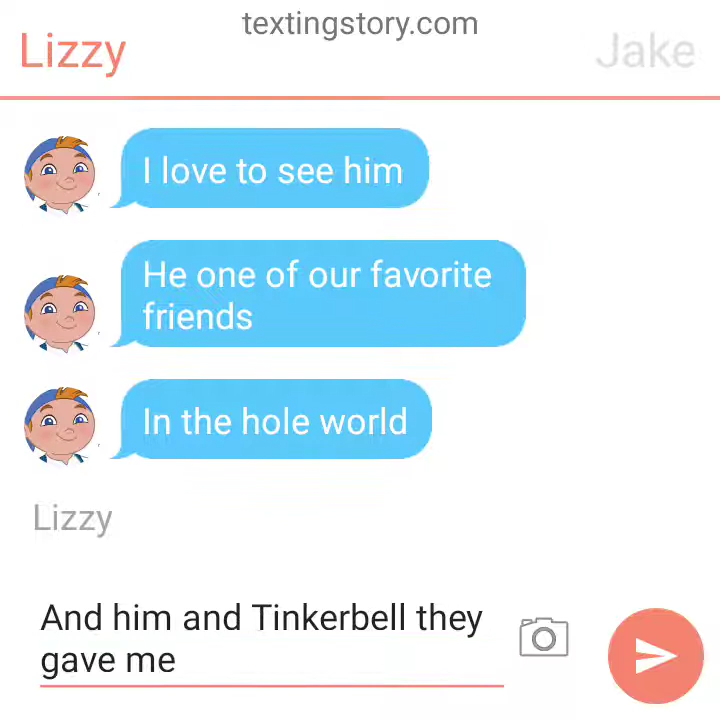 textingstory.com
Lizzy
Jake
I love to see him
He one of our favorite
friends
In the hole world
Lizzy
And him and Tinkerbell they
gave me